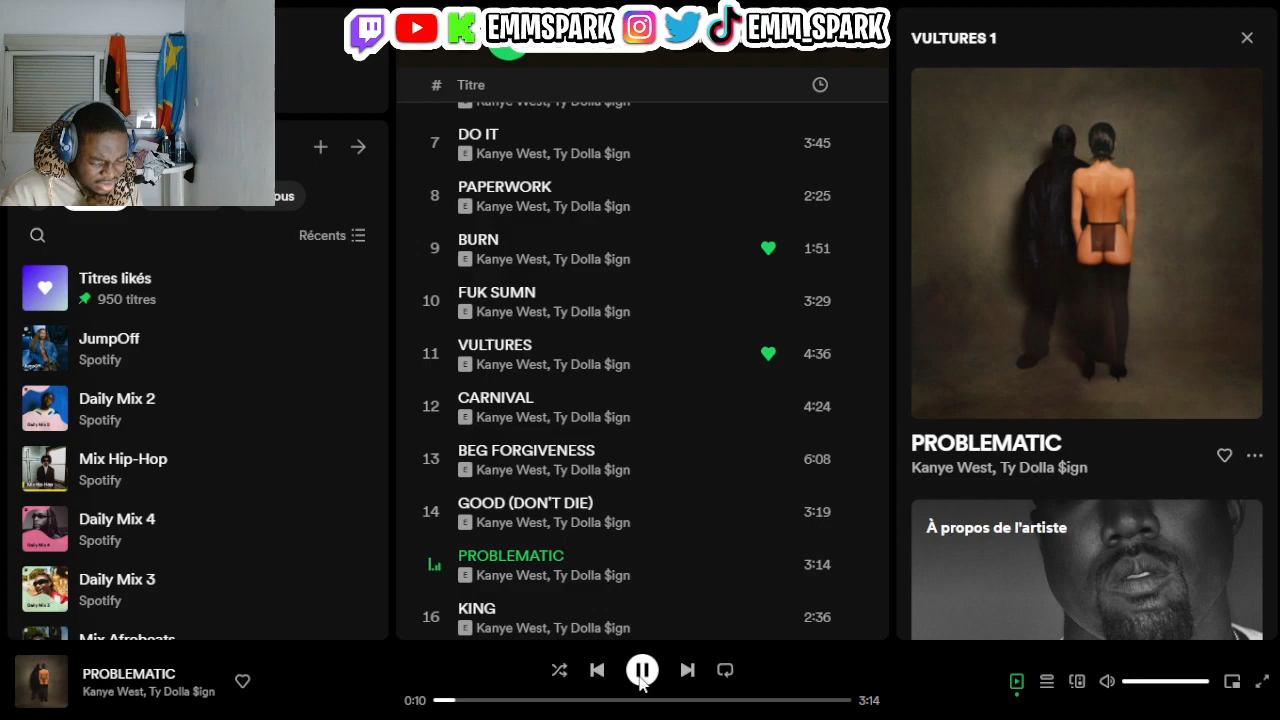 EMMSPARK EMM_SPARK
VULTURES 1
# Titre
Kanye West, Ty Dolla $ign
7 DO IT 3:45
E Kanye West, Ty Dolla $ign
8 PAPERWORK 2:25
E Kanye West, Ty Dolla $ign
9 BURN 1:51
E Kanye West, Ty Dolla $ign
10 FUK SUMN 3:29
E Kanye West, Ty Dolla $ign
11 VULTURES 4:36
E Kanye West, Ty Dolla $ign
12 CARNIVAL 4:24
E Kanye West, Ty Dolla $ign
13 BEG FORGIVENESS 6:08
E Kanye West, Ty Dolla $ign
14 GOOD (DON'T DIE) 3:19
E Kanye West, Ty Dolla $ign
PROBLEMATIC 3:14
E Kanye West, Ty Dolla $ign
16 KING 2:36
E Kanye West, Ty Dolla $ign
Récents
Titres likés
950 titres
JumpOff
Spotify
Daily Mix 2
Spotify
Mix Hip-Hop
Spotify
Daily Mix 4
Spotify
Daily Mix 3
Spotify
Mix Afrobeats
PROBLEMATIC
Kanye West, Ty Dolla $ign
À propos de l'artiste
PROBLEMATIC
Kanye West, Ty Dolla $ign
0:10 3:14